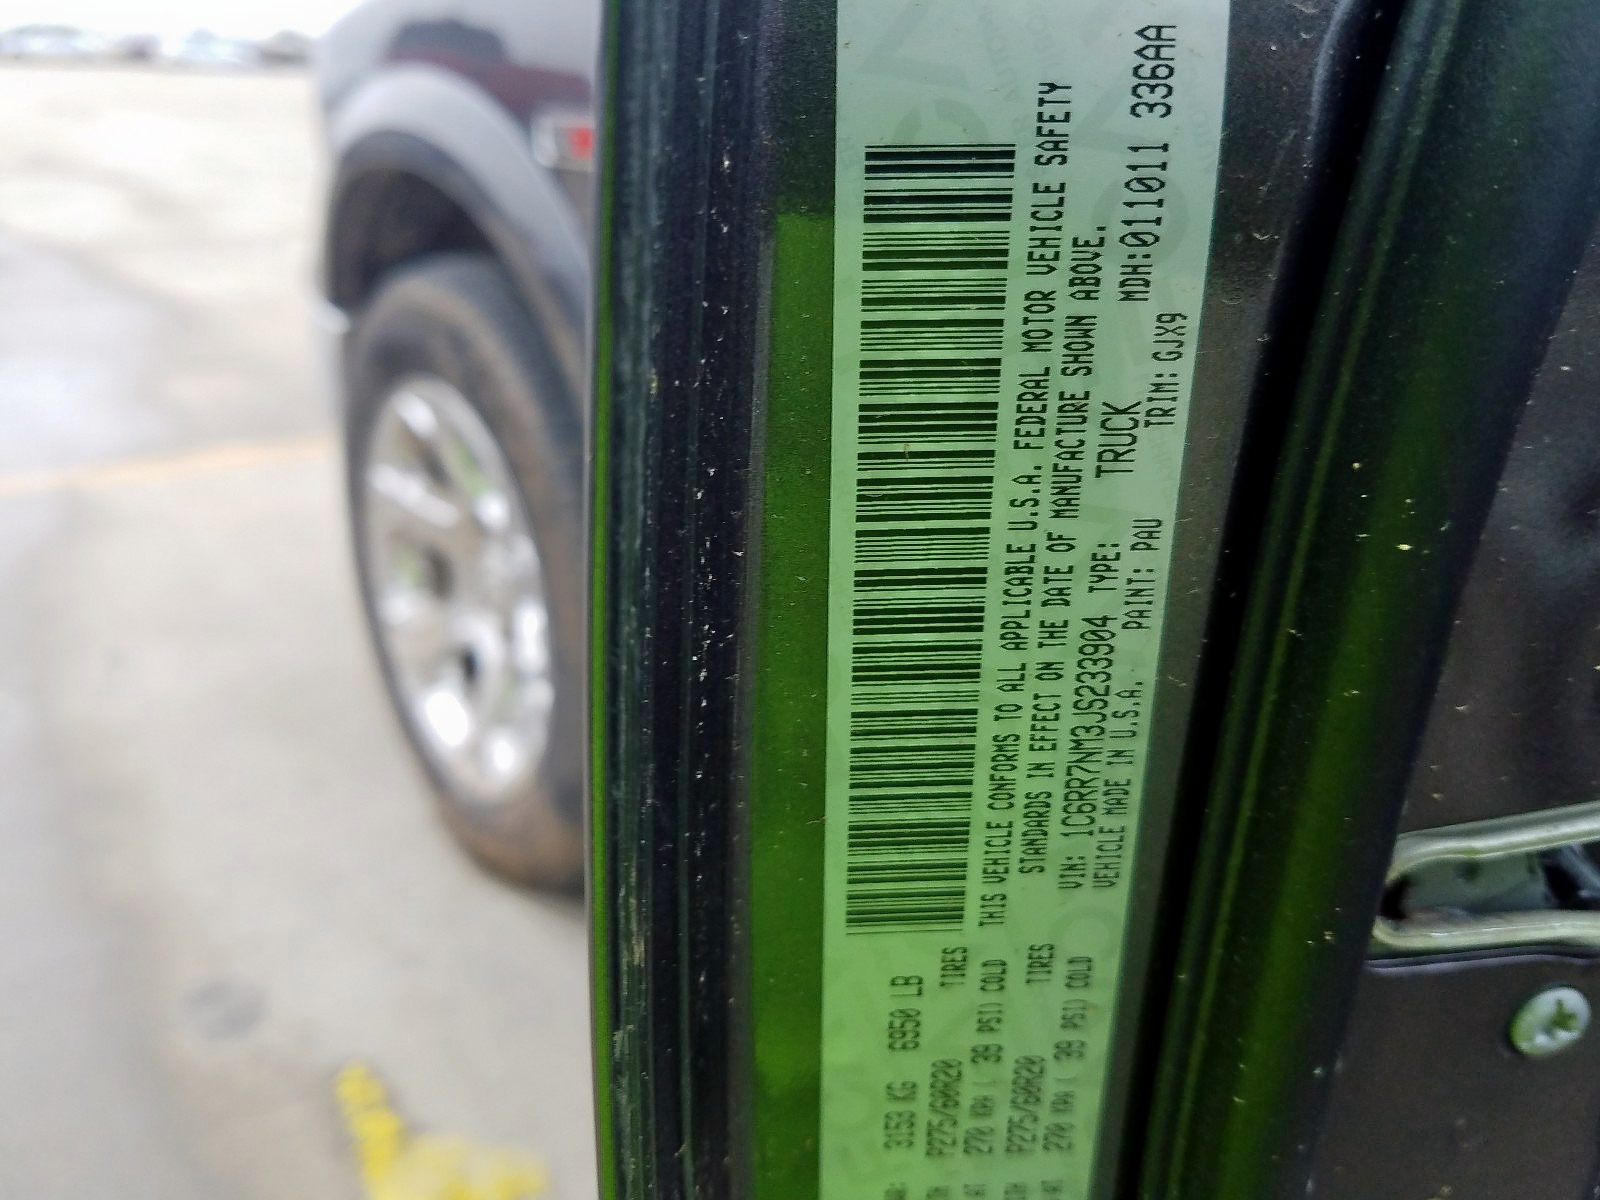 3153 KG 6950 LB
P275/60R20 TIRES
270 KPA ( 39 PSI) COLD
P275/60R20 TIRES
270 KPA ( 39 PSI) COLD
THIS VEHICLE CONFORMS TO ALL APPLICABLE U.S.A. FEDERAL MOTOR VEHICLE SAFETY
STANDARDS IN EFFECT ON THE DATE OF MANUFACTURE SHOWN ABOVE.
VIN: 1C6RR7NM3JS233904 TYPE: TRUCK MDH:011011 336AA
VEHICLE MADE IN U.S.A. PAINT: PAU TRIM: GJX9